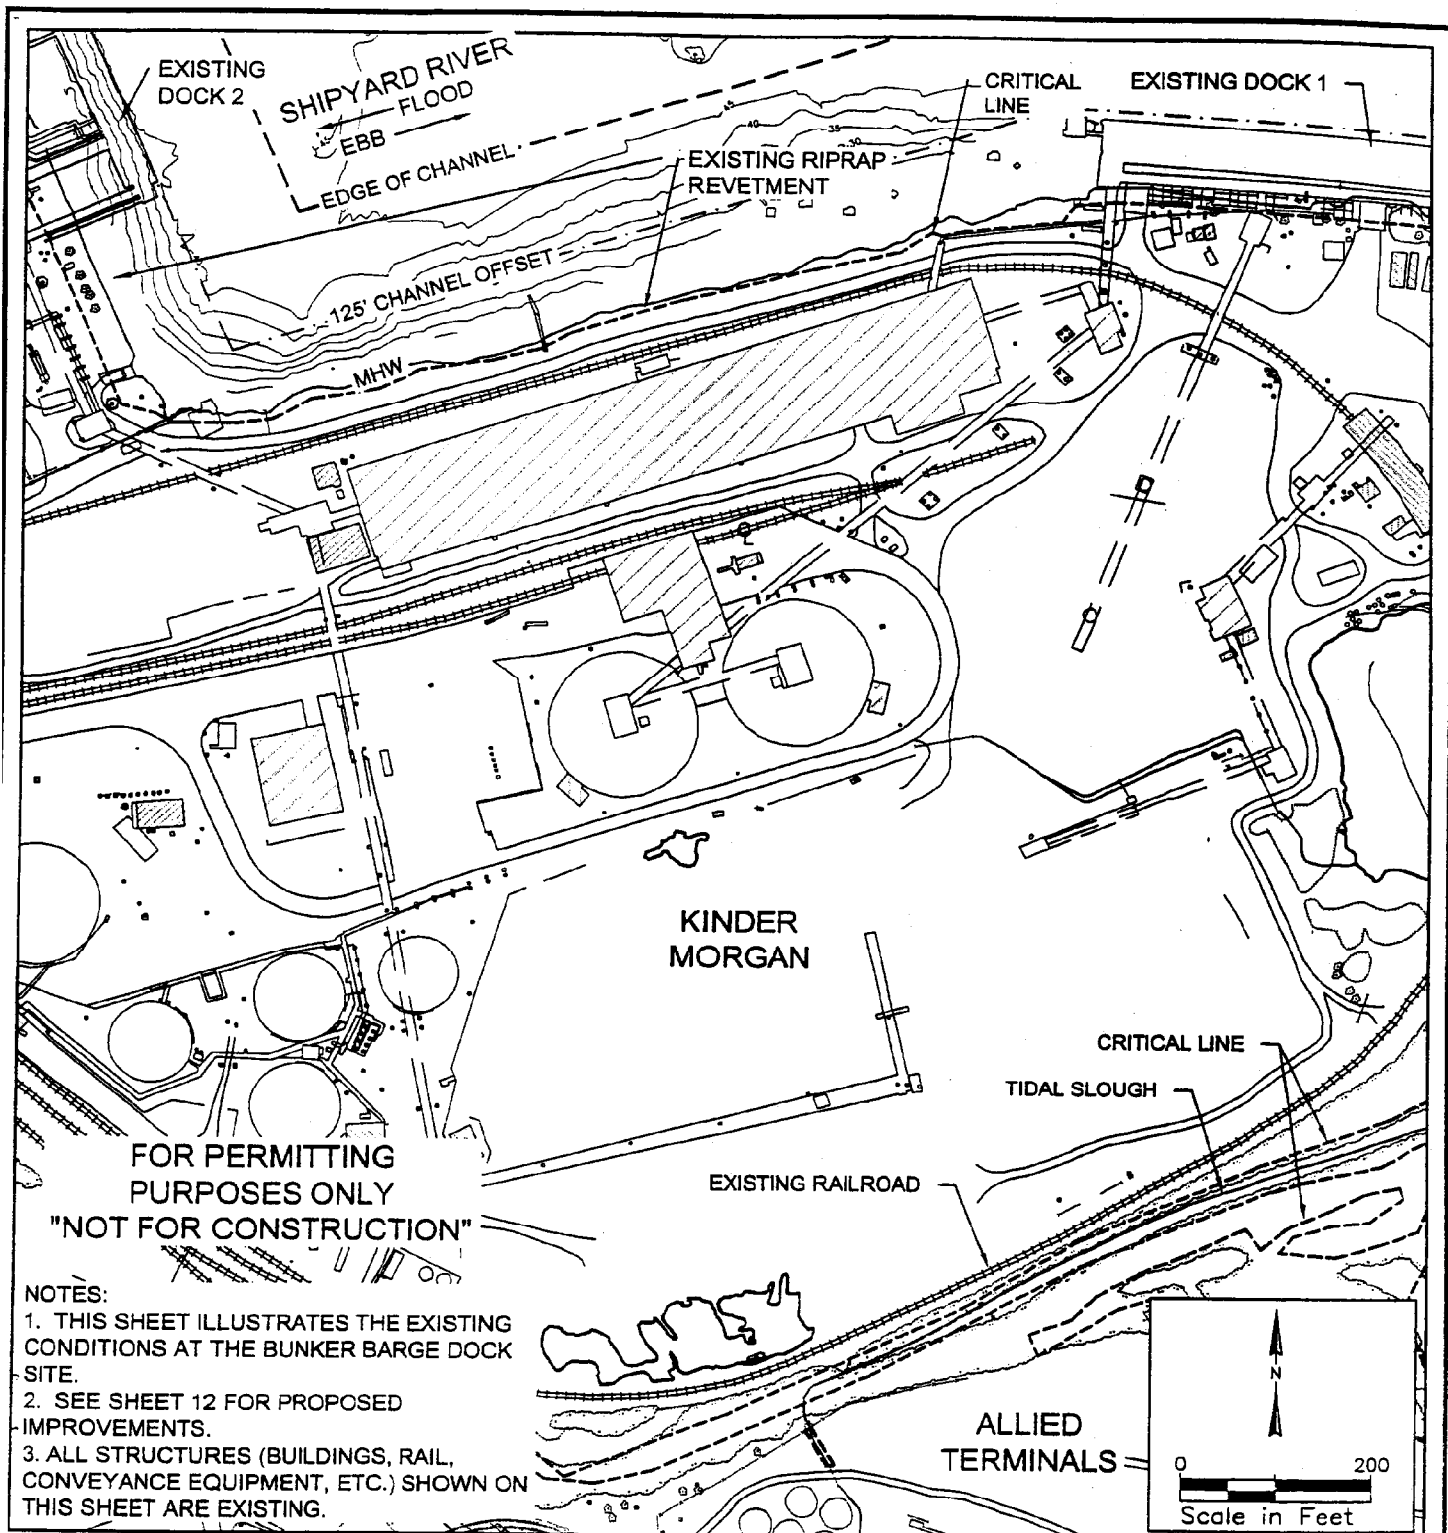 EXISTING
DOCK 2
SHIPYARD RIVER
FLOOD
EBB
EDGE OF CHANNEL
45
40
35
30
CRITICAL
LINE
EXISTING DOCK 1
EXISTING RIPRAP
REVETMENT
125' CHANNEL OFFSET
MHW
KINDER
MORGAN
CRITICAL LINE
TIDAL SLOUGH
EXISTING RAILROAD
FOR PERMITTING
PURPOSES ONLY
"NOT FOR CONSTRUCTION"
NOTES:
1. THIS SHEET ILLUSTRATES THE EXISTING
CONDITIONS AT THE BUNKER BARGE DOCK
SITE.
2. SEE SHEET 12 FOR PROPOSED
IMPROVEMENTS.
3. ALL STRUCTURES (BUILDINGS, RAIL,
CONVEYANCE EQUIPMENT, ETC.) SHOWN ON
THIS SHEET ARE EXISTING.
ALLIED
TERMINALS
N
0 200
Scale in Feet